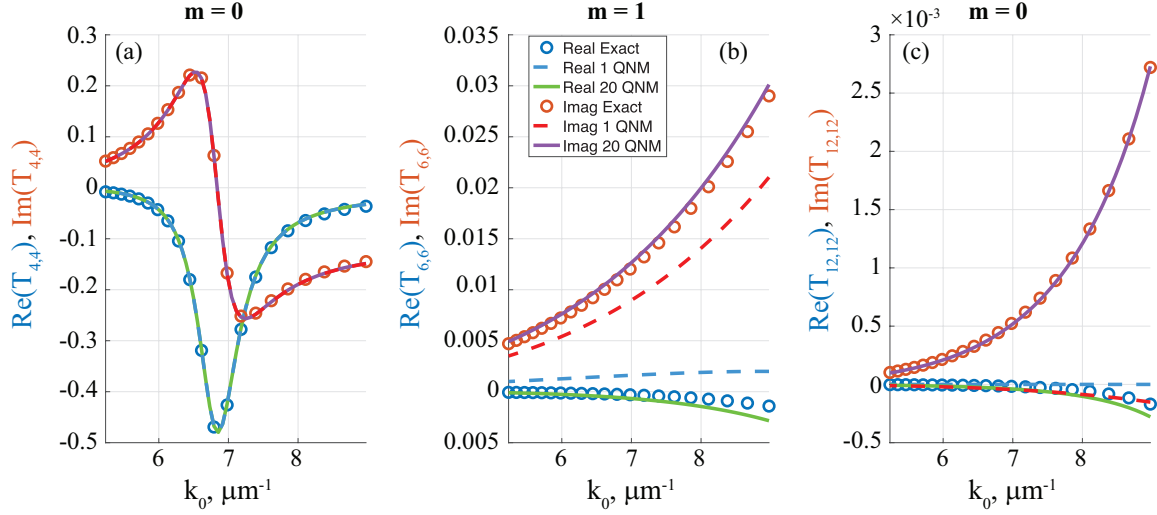 m = 0
(a)
0.3
0.2
0.1
0
-0.1
-0.2
-0.3
-0.4
-0.5
6
7
8
Re(T4,4), Im(T4,4)
k0, μm-1
m = 1
(b)
Real Exact
Real 1 QNM
Real 20 QNM
Imag Exact
Imag 1 QNM
Imag 20 QNM
0.035
0.03
0.025
0.02
0.015
0.01
0.005
0
0.005
6
7
8
Re(T6,6), Im(T6,6)
k0, μm-1
m = 0
×10-3
(c)
3
2.5
2
1.5
1
0.5
0
-0.5
6
7
8
Re(T12,12), Im(T12,12)
k0, μm-1